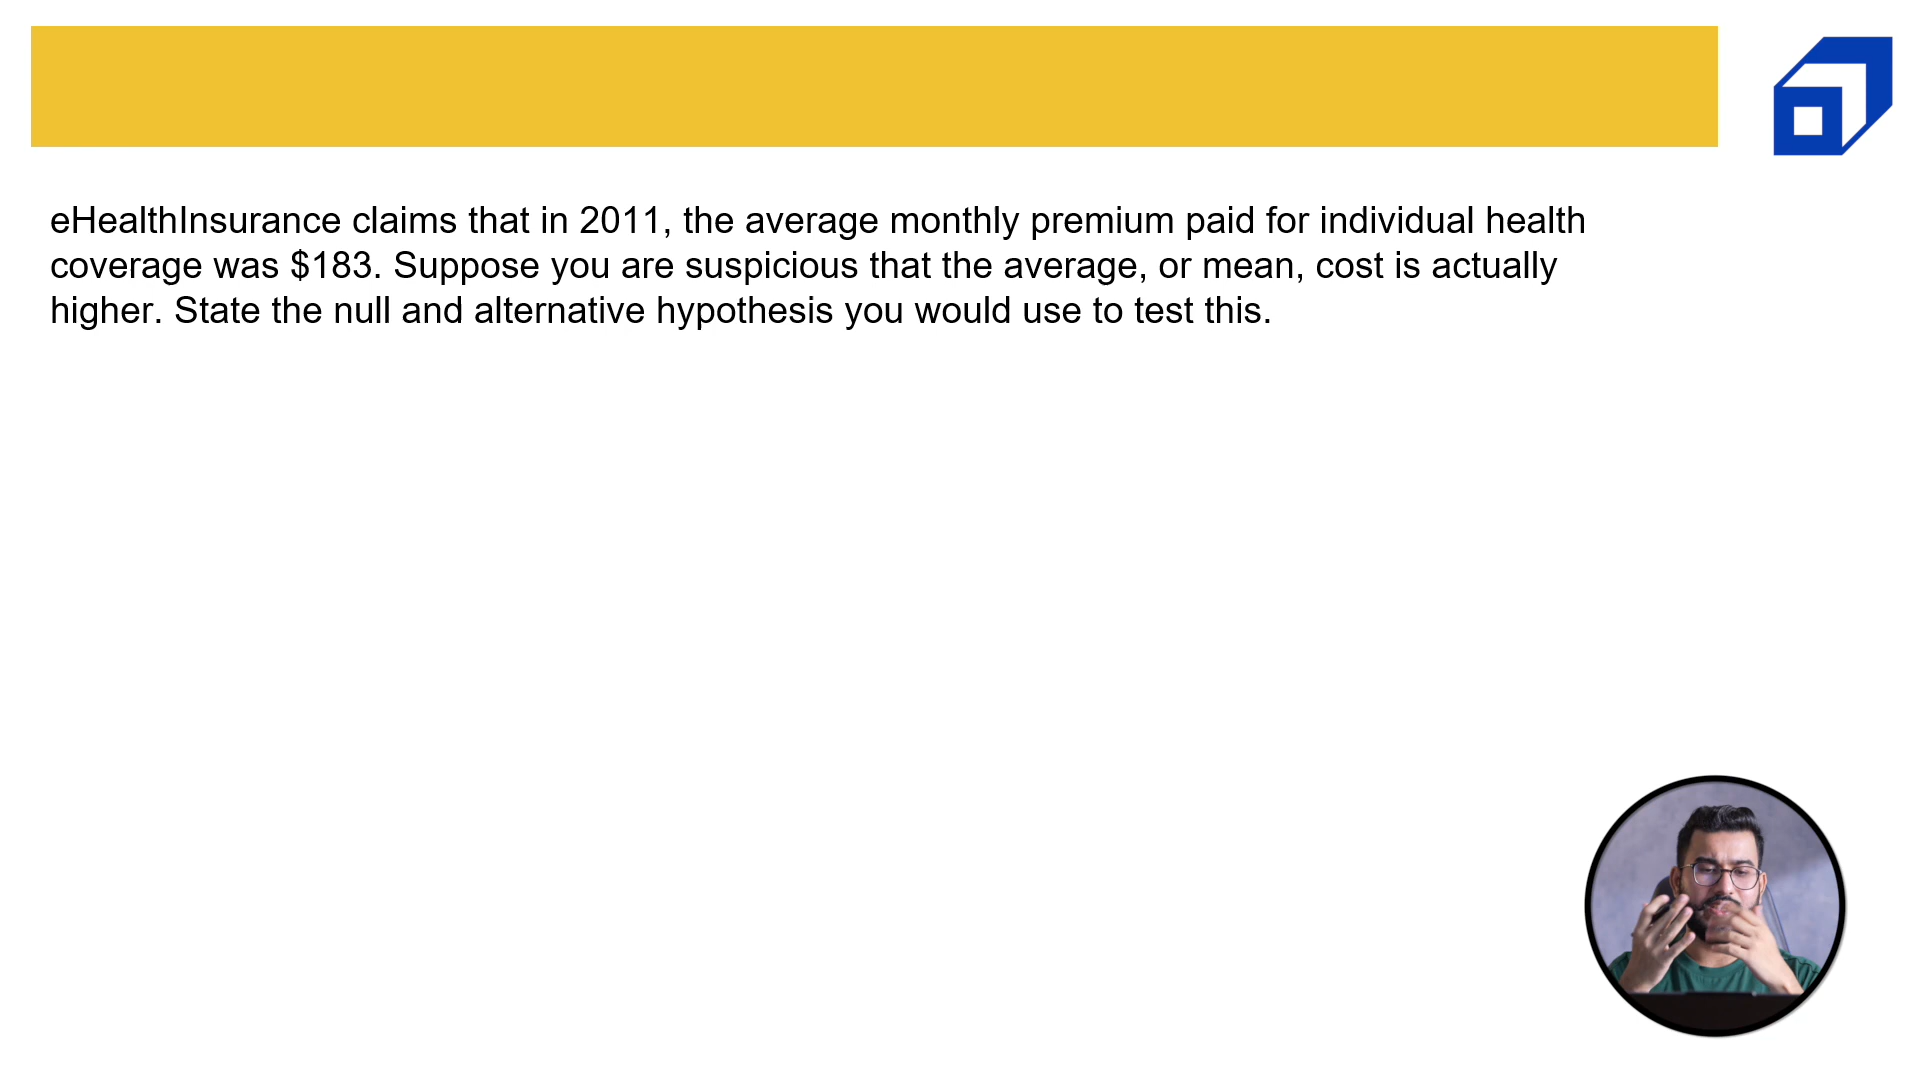 eHealthInsurance claims that in 2011, the average monthly premium paid for individual health
coverage was $183. Suppose you are suspicious that the average, or mean, cost is actually
higher. State the null and alternative hypothesis you would use to test this.